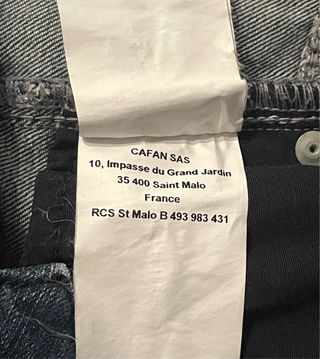 CAFAN SAS
10, Impasse du Grand Jardin
35 400 Saint Malo
France
RCS St Malo B 493 983 431